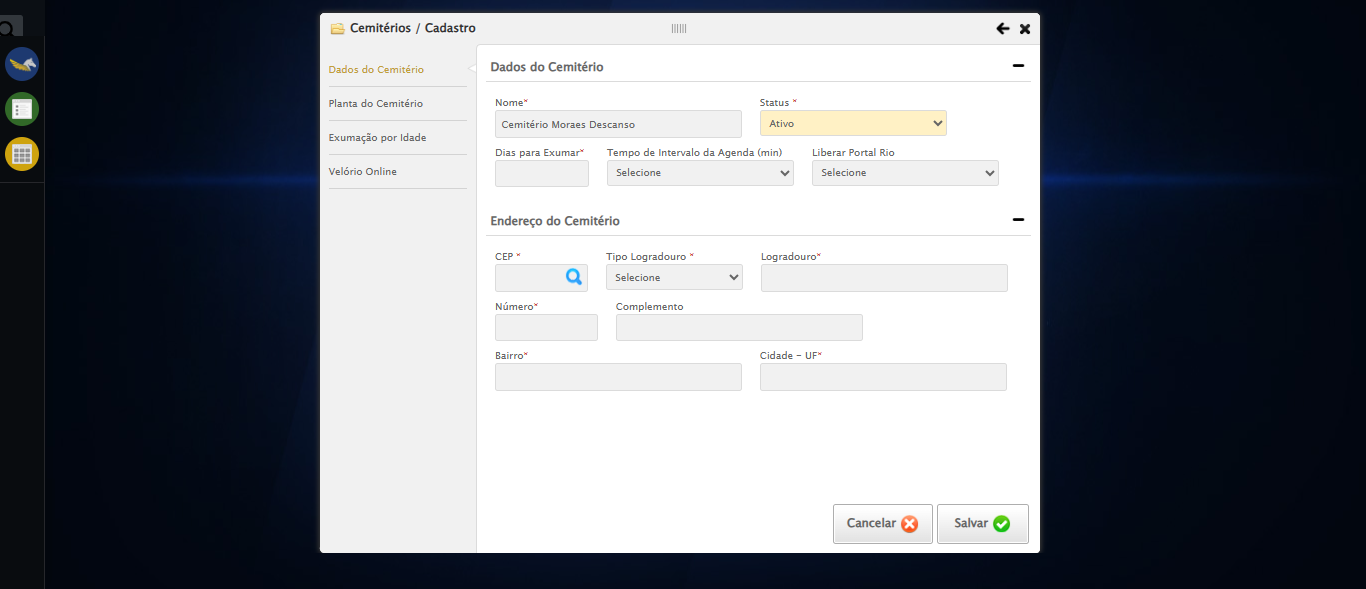 Cemitérios / Cadastro
Dados do Cemitério
Planta do Cemitério
Exumação por Idade
Velório Online
Dados do Cemitério
Nome* Status *
Cemitério Moraes Descanso Ativo
Dias para Exumar* Tempo de Intervalo da Agenda (min) Liberar Portal Rio
Selecione Selecione
Endereço do Cemitério
CEP * Tipo Logradouro * Logradouro*
Selecione
Número* Complemento
Bairro* Cidade - UF*
Cancelar Salvar